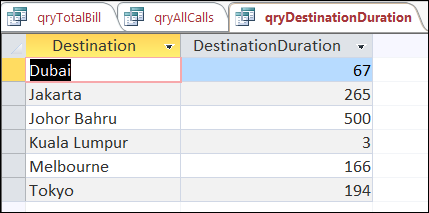 qryTotalBill qryAllCalls qryDestinationDuration
Destination DestinationDuration
Dubai 67
Jakarta 265
Johor Bahru 500
Kuala Lumpur 3
Melbourne 166
Tokyo 194